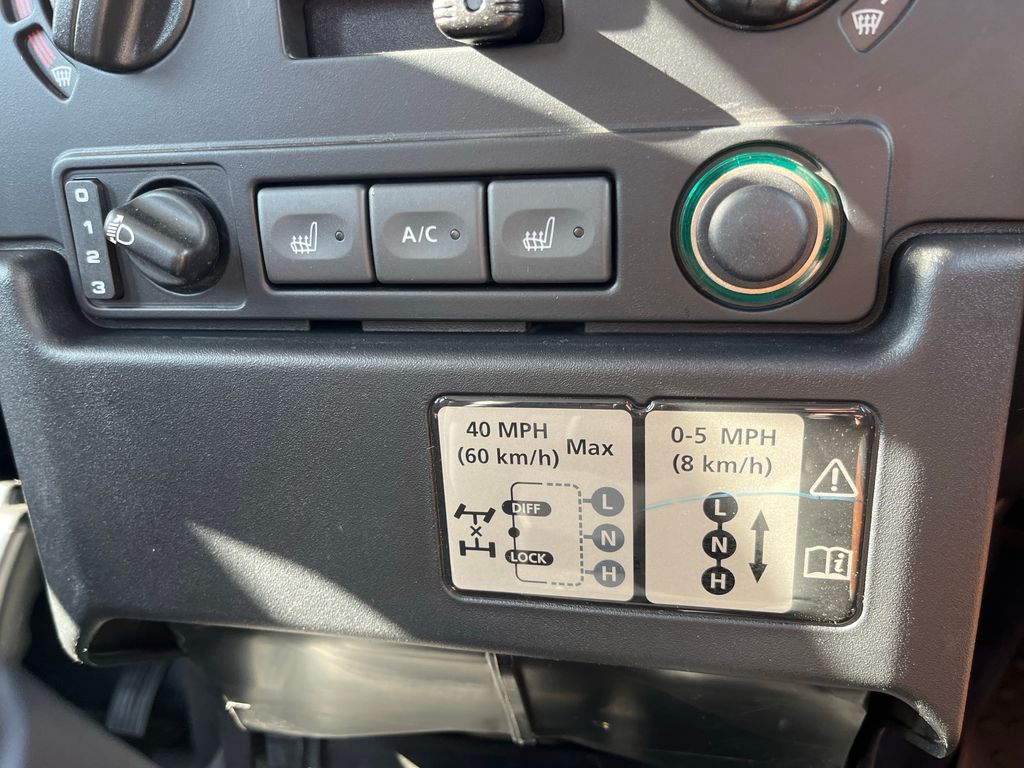 0
1
2
3
A/C
40 MPH
(60 km/h) Max
DIFF
LOCK
L
N
H
0-5 MPH
(8 km/h)
L
N
H